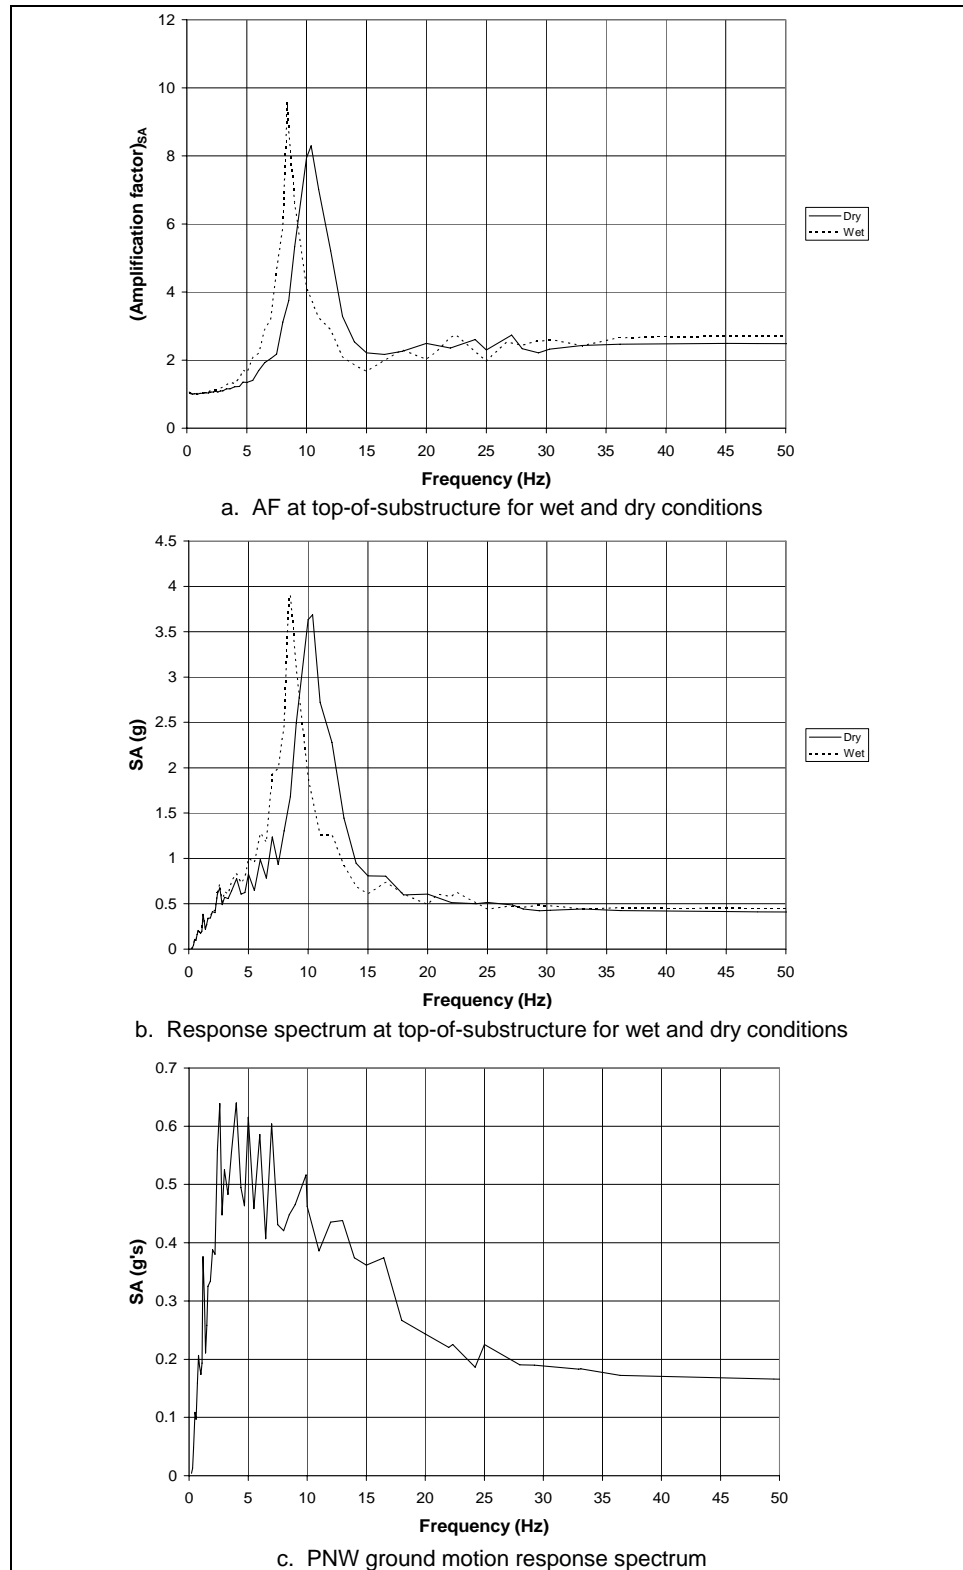 12
10
8
6
4
2
0
(Amplification factor)SA
0 5 10 15 20 25 30 35 40 45 50
Frequency (Hz)
Dry
Wet
a. AF at top-of-substructure for wet and dry conditions
4.5
4
3.5
3
2.5
2
1.5
1
0.5
0
SA (g)
0 5 10 15 20 25 30 35 40 45 50
Frequency (Hz)
Dry
Wet
b. Response spectrum at top-of-substructure for wet and dry conditions
0.7
0.6
0.5
0.4
0.3
0.2
0.1
0
SA (g's)
0 5 10 15 20 25 30 35 40 45 50
Frequency (Hz)
c. PNW ground motion response spectrum